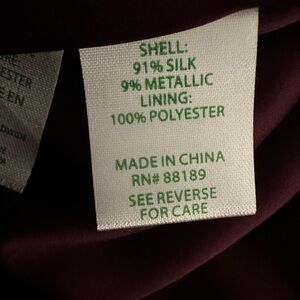 SHELL:
91% SILK
9% METALLIC
LINING:
100% POLYESTER
MADE IN CHINA
RN# 88189
SEE REVERSE
FOR CARE